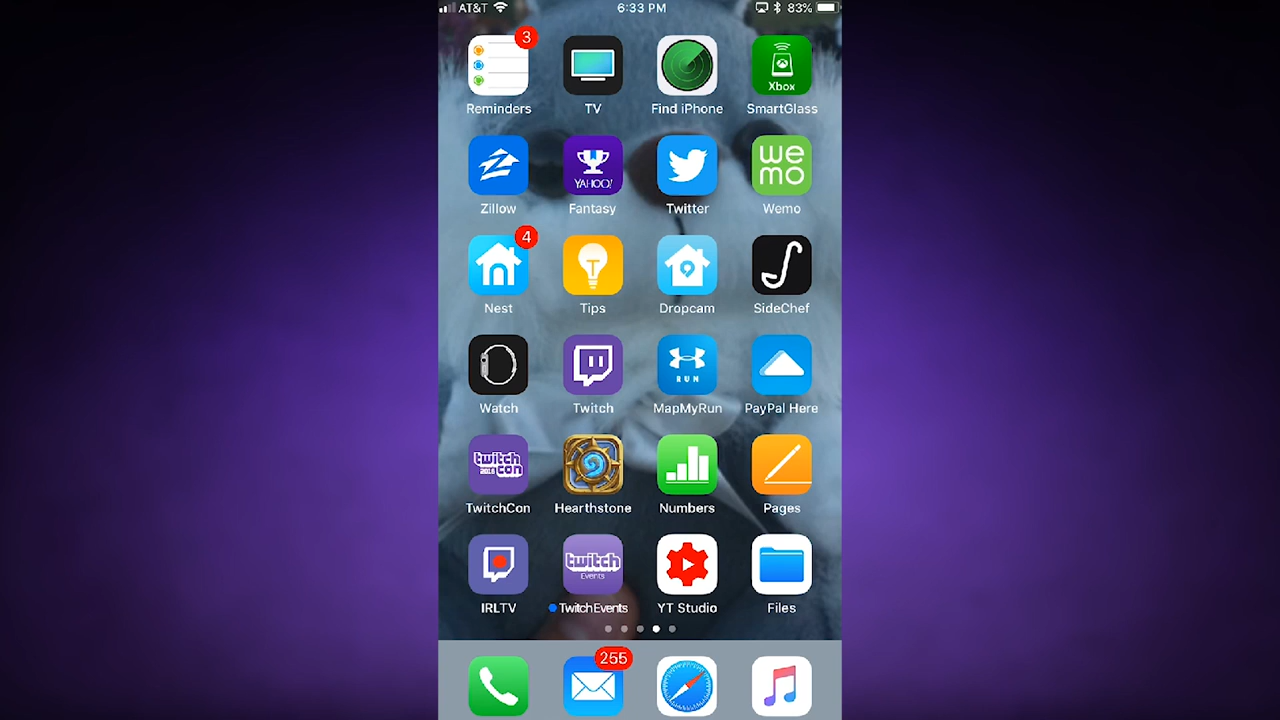 AT&T 6:33 PM 83%
3
Xbox
Reminders TV Find iPhone SmartGlass
YAHOO!
wemo
Zillow Fantasy Twitter Wemo
4
T
Nest Tips Dropcam SideChef
RUN
Watch Twitch MapMyRun PayPal Here
twitch
2018 con
TwitchCon Hearthstone Numbers Pages
twitch
Events
IRLTV TwitchEvents YT Studio Files
255